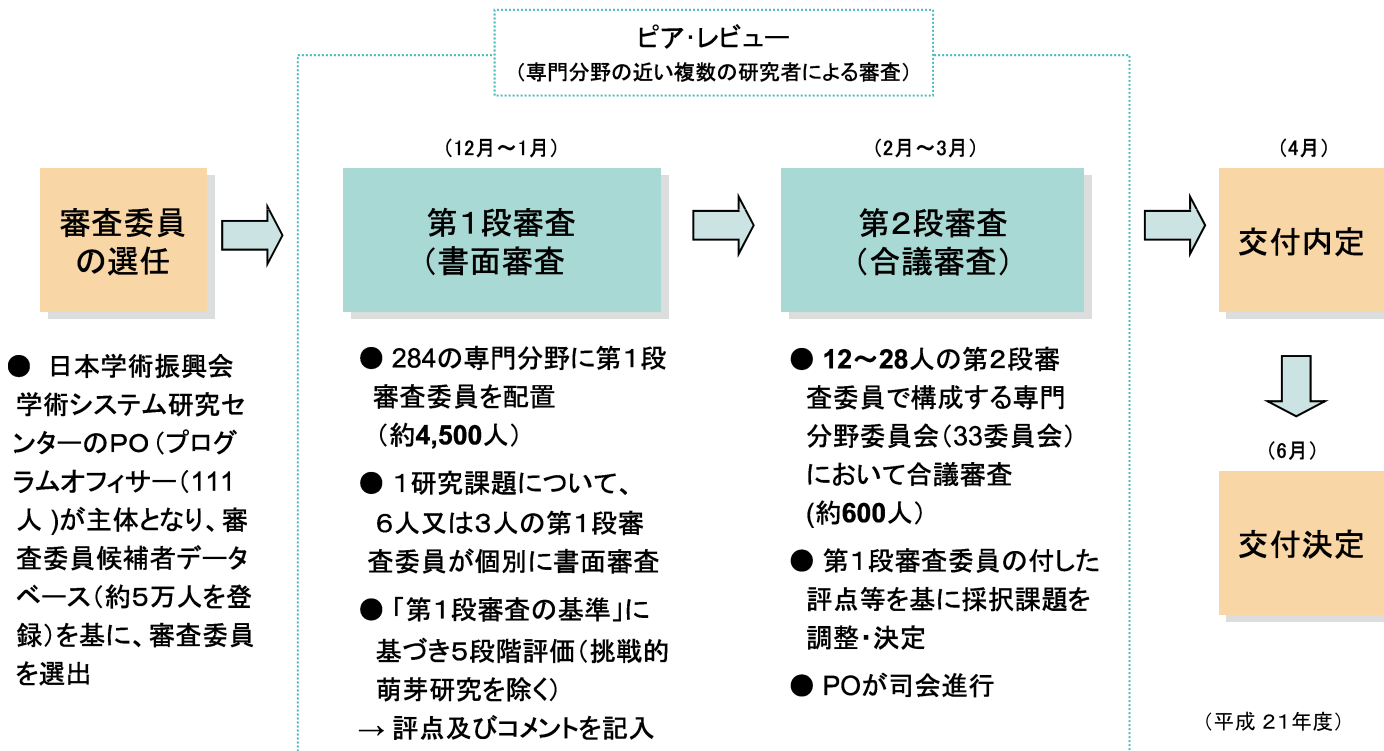 ピア・レビュー
（専門分野の近い複数の研究者による審査）
審査委員
の選任
● 日本学術振興会
学術システム研究セ
ンターのPO（プログ
ラムオフィサー（111
人 )が主体となり、審
査委員候補者データ
ベース（約５万人を登
録）を基に、審査委員
を選出
（12月～1月）
第１段審査
（書面審査
● 284の専門分野に第１段
審査委員を配置
（約4,500人）
● １研究課題について、
６人又は３人の第１段審
査委員が個別に書面審査
● 「第１段審査の基準」に
基づき５段階評価（挑戦的
萌芽研究を除く）
→ 評点及びコメントを記入
（2月～3月）
第２段審査
（合議審査）
● 12～28人の第２段審
査委員で構成する専門
分野委員会（33委員会）
において合議審査
(約600人）
● 第１段審査委員の付した
評点等を基に採択課題を
調整・決定
● POが司会進行
（4月）
交付内定
（6月）
交付決定
（平成 21年度）